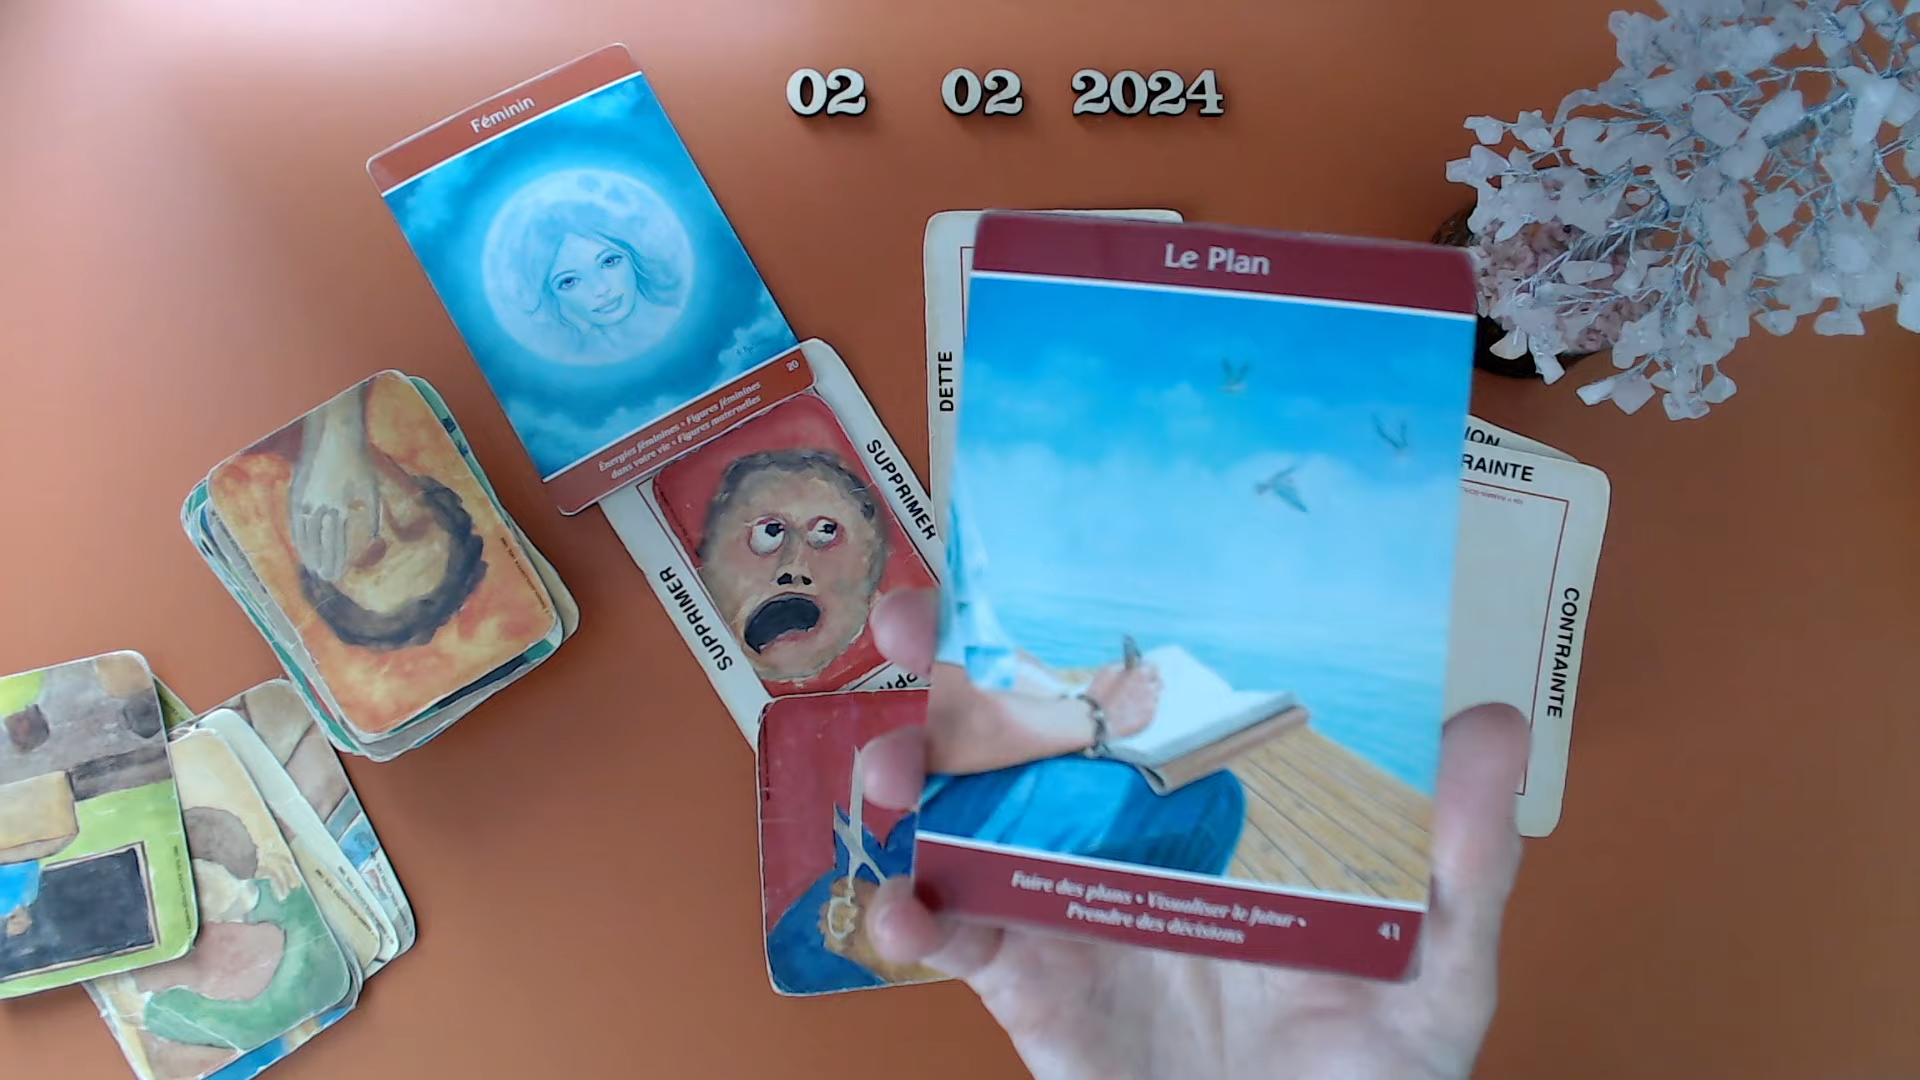 02 02 2024
Féminin
20
Énergies féminines • Figures féminines
dans votre vie • Figures maternelles
SUPPRIMER
SUPPRIMER
DETTE
Le Plan
Faire des plans • Visualiser le futur •
Prendre des décisions
41
ION
RAINTE
CONTRAINTE